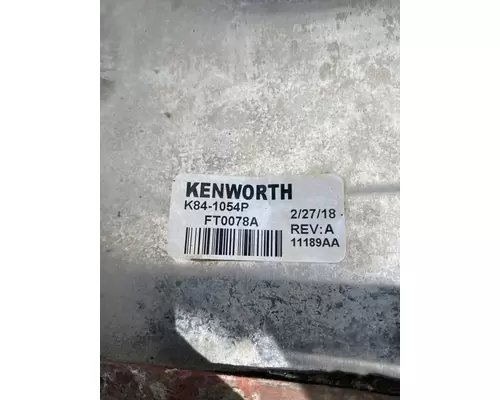 KENWORTH
K84-1054P
FT0078A
2/27/18
REV:A
11189AA